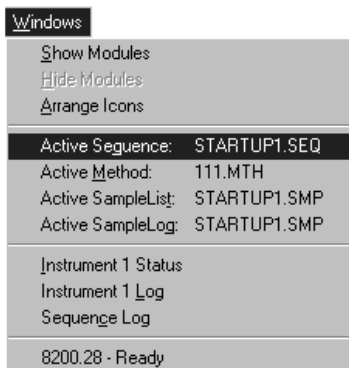 Windows
Show Modules
Hide Modules
Arrange Icons
Active Sequence: STARTUP1.SEQ
Active Method: 111.MTH
Active SampleList: STARTUP1.SMP
Active SampleLog: STARTUP1.SMP
Instrument 1 Status
Instrument 1 Log
Sequence Log
8200.28 - Ready